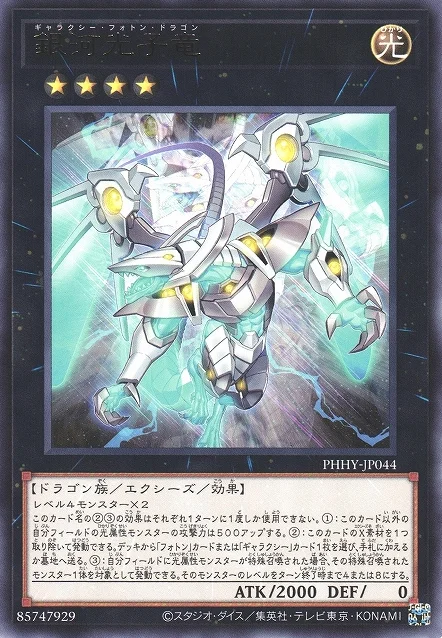 ギャラクシー・フォトン・ドラゴン
銀河光子竜
ひかり
光
PHHY-JP044
【ドラゴン族/エクシーズ/効果】
レベル4モンスター×2
このカード名の②③の効果はそれぞれ1ターンに1度しか使用できない。①:このカード以外の
自分フィールドの光属性モンスターの攻撃力は500アップする。②:このカードのX素材を1つ
取り除いて発動できる。デッキから「フォトン」カードまたは「ギャラクシー」カード1枚を選び、手札に加える
か墓地へ送る。③:自分フィールドに光属性モンスターが特殊召喚された場合、その特殊召喚された
モンスター1体を対象として発動できる。そのモンスターのレベルをターン終了時まで4または8にする。
ATK/2000 DEF/ 0
85747929
©スタジオ・ダイス/集英社・テレビ東京・KONAMI